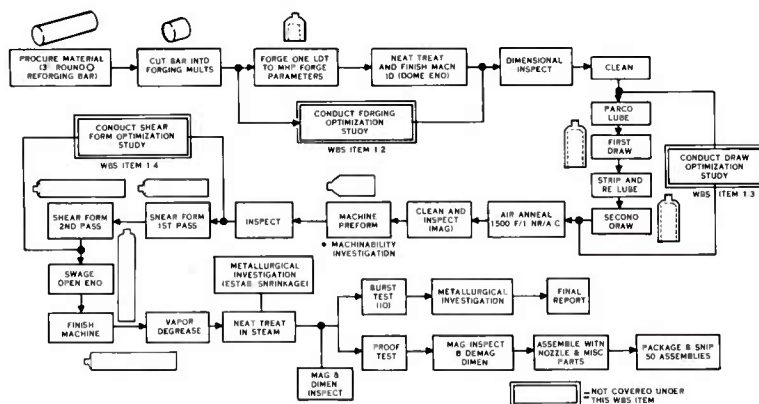 PROCURE MATERIAL
(3" ROUND
REFORGING BAR)
CUT BAR INTO
FORGING MULTS
FORGE ONE LOT
TO MHP FORGE
PARAMETERS
NEAT TREAT
AND FINISH MACN
ID (DOME END)
DIMENSIONAL
INSPECT
CLEAN
CONDUCT FORGING
OPTIMIZATION
STUDY
WBS ITEM 1.2
PARCO
LUBE
FIRST
DRAW
STRIP AND
RE LUBE
SECOND
DRAW
CONDUCT DRAW
OPTIMIZATION
STUDY
WBS ITEM 1.3
CONDUCT SHEAR
FORM OPTIMIZATION
STUDY
WBS ITEM 1.4
AIR ANNEAL
1500 F/1 NR/A C
CLEAN AND
INSPECT
(MAG)
MACHINE
PREFORM
• MACHINABILITY
INVESTIGATION
INSPECT
SNEAR FORM
1ST PASS
SHEAR FORM
2ND PASS
SWAGE
OPEN END
FINISH
MACHINE
VAPOR
DEGREASE
METALLURGICAL
INVESTIGATION
(ESTAB. SHRINKAGE)
NEAT TREAT
IN STEAM
MAG &
DIMEN
INSPECT
BURST
TEST
(10)
METALLURGICAL
INVESTIGATION
FINAL
REPORT
PROOF
TEST
MAG INSPECT
& DEMAG
DIMEN
ASSEMBLE WITH
NOZZLE & MISC
PARTS
PACKAGE & SNIP
50 ASSEMBLIES
=NOT COVERED UNDER
THIS WBS ITEM